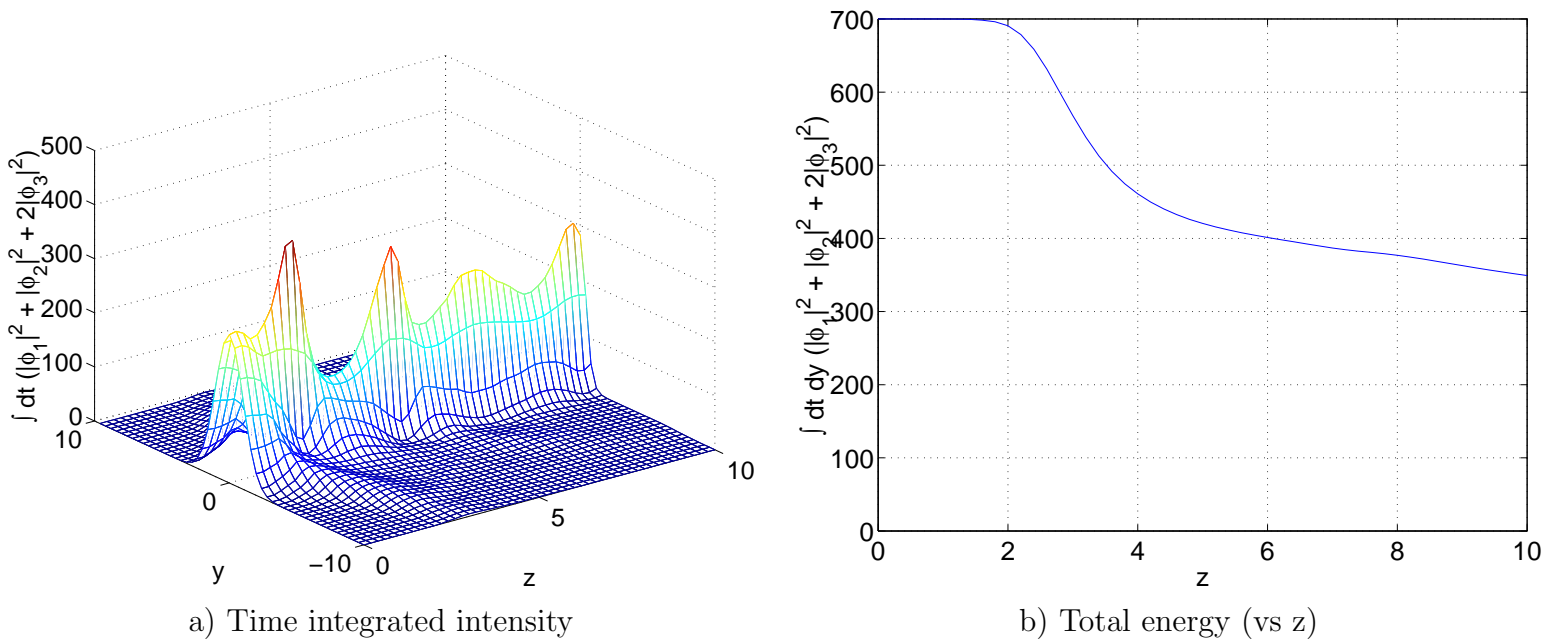 ∫ dt (|ϕ₁|² + |ϕ₂|² + 2|ϕ₃|²)
500
400
300
200
100
0
10
0
−10
y
0
5
10
z
a) Time integrated intensity
∫ dt dy (|ϕ₁|² + |ϕ₂|² + 2|ϕ₃|²)
700
600
500
400
300
200
100
0
0 2 4 6 8 10
z
b) Total energy (vs z)